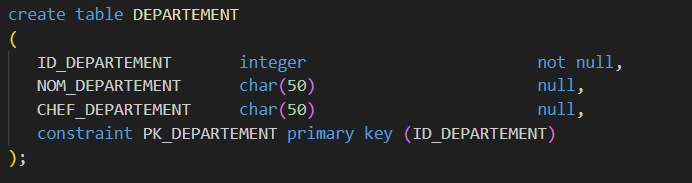 create table DEPARTEMENT
(
ID_DEPARTEMENT integer not null,
NOM_DEPARTEMENT char(50) null,
CHEF_DEPARTEMENT char(50) null,
constraint PK_DEPARTEMENT primary key (ID_DEPARTEMENT)
);